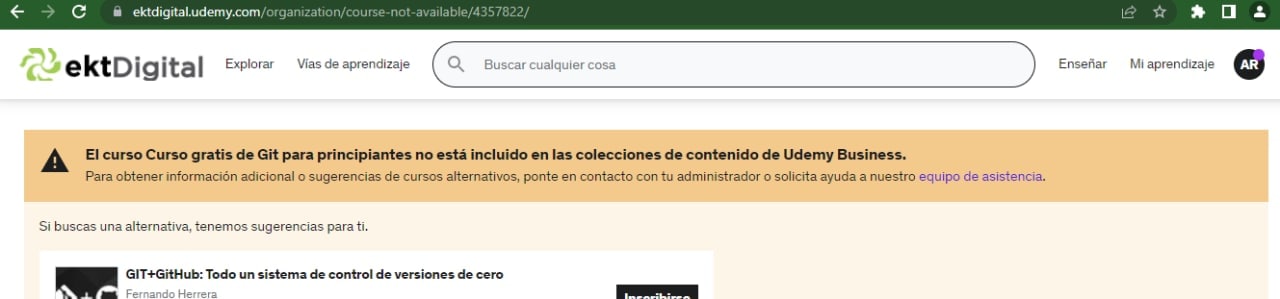 ektdigital.udemy.com/organization/course-not-available/4357822/
ektDigital Explorar Vías de aprendizaje Buscar cualquier cosa Enseñar Mi aprendizaje AR
El curso Curso gratis de Git para principiantes no está incluido en las colecciones de contenido de Udemy Business.
Para obtener información adicional o sugerencias de cursos alternativos, ponte en contacto con tu administrador o solicita ayuda a nuestro equipo de asistencia.
Si buscas una alternativa, tenemos sugerencias para ti.
GIT+GitHub: Todo un sistema de control de versiones de cero
Fernando Herrera
Inscribirse